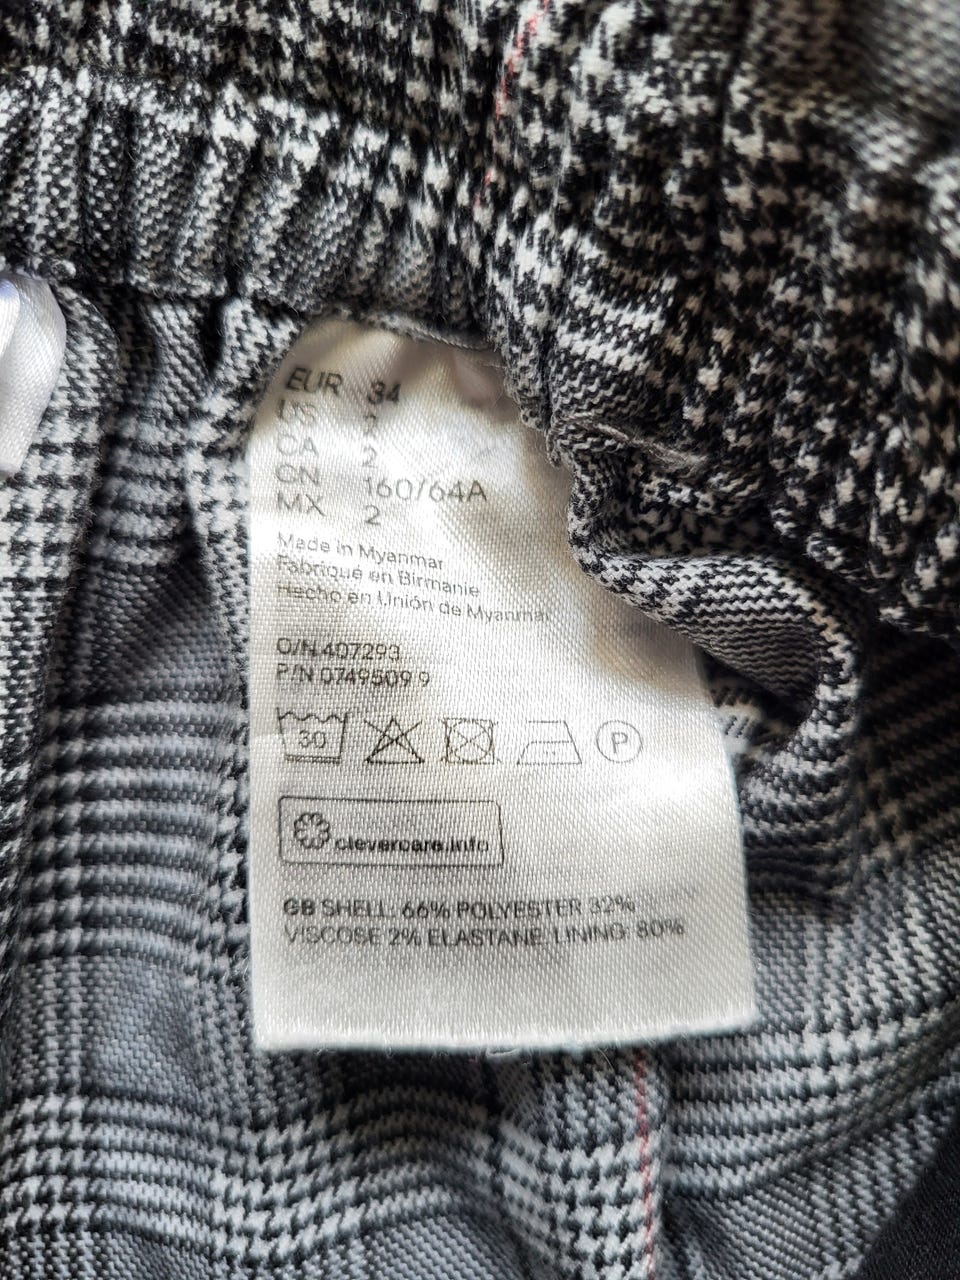 EUR 34
US 2
CA 2
CN 160/64A
MX 2
Made in Myanmar
Fabriqué en Birmanie
Hecho en Unión de Myanmar
O/N 407293
P/N 0749509 9
30
P
clevercare.info
GB SHELL: 66% POLYESTER 32%
VISCOSE 2% ELASTANE. LINING: 80%